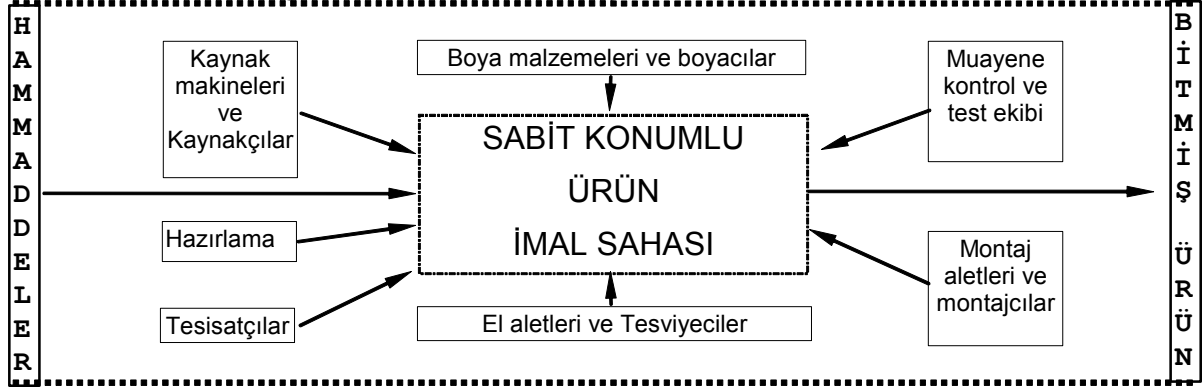 HAMMADDELER
Kaynak
makineleri
ve
Kaynakçılar
Boya malzemeleri ve boyacılar
Muayene
kontrol ve
test ekibi
SABİT KONUMLU
ÜRÜN
İMAL SAHASI
Hazırlama
Tesisatçılar
El aletleri ve Tesviyeciler
Montaj
aletleri ve
montajcılar
BİTMİŞ ÜRÜN